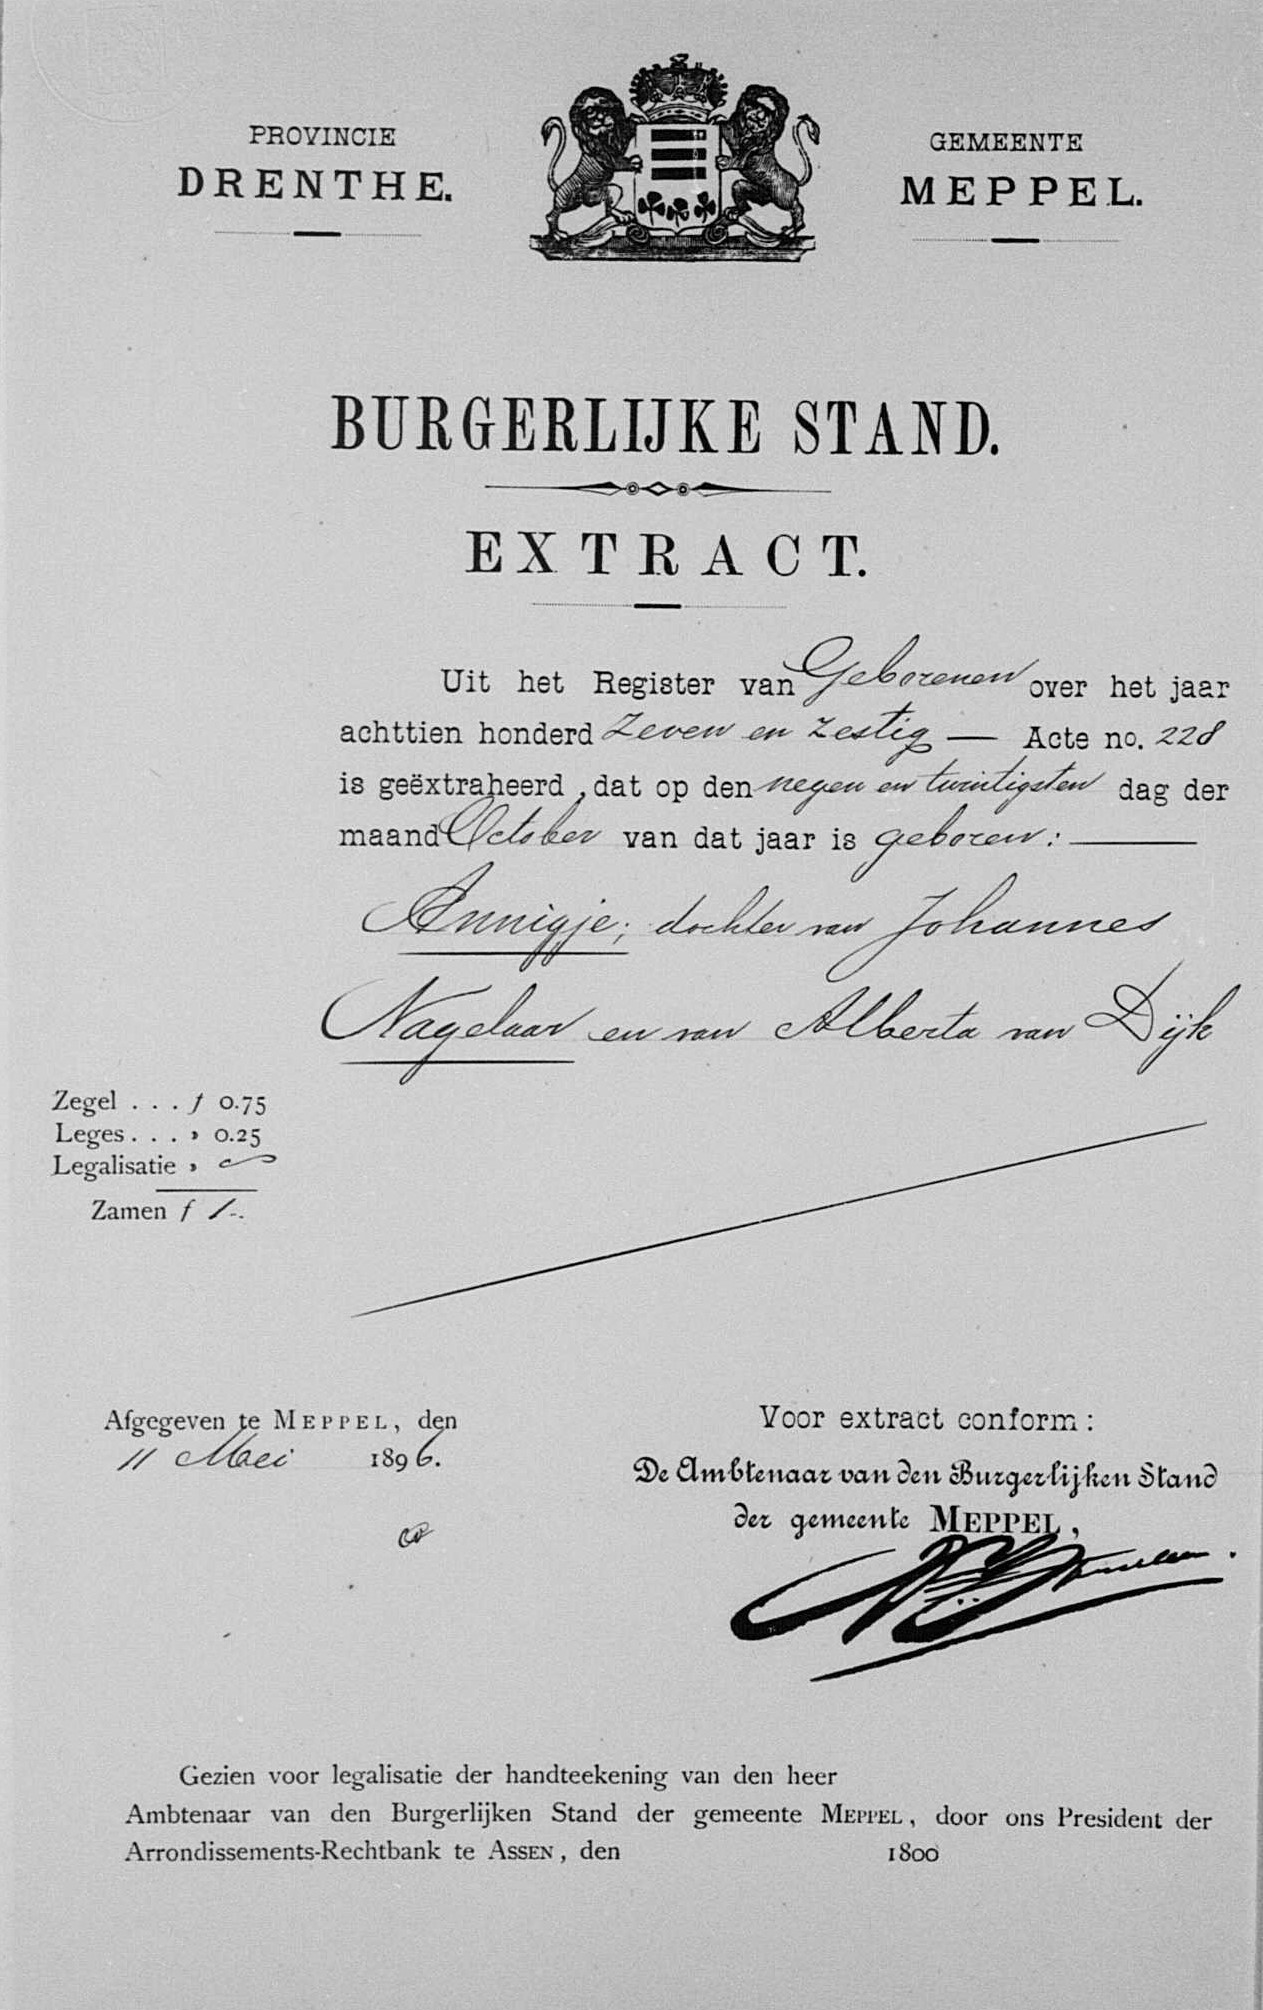 PROVINCIE
DRENTHE.
GEMEENTE
MEPPEL.
BURGERLIJKE STAND.
EXTRACT.
Uit het Register van Geborenen over het jaar
achttien honderd zeven en zestig — Acte no. 228
is geëxtraheerd, dat op den negen en twintigsten dag der
maand October van dat jaar is geboren: —
Annigje; dochter van Johannes
Nagelaar en van Alberta van Dijk
Zegel . . . f 0.75
Leges . . . » 0.25
Legalisatie »
Zamen f 1-.
Afgegeven te MEPPEL, den
11 Mei 1896.
Voor extract conform:
De Ambtenaar van den Burgerlijken Stand
der gemeente MEPPEL,
Gezien voor legalisatie der handteekening van den heer
Ambtenaar van den Burgerlijken Stand der gemeente MEPPEL, door ons President der
Arrondissements-Rechtbank te ASSEN, den 1800